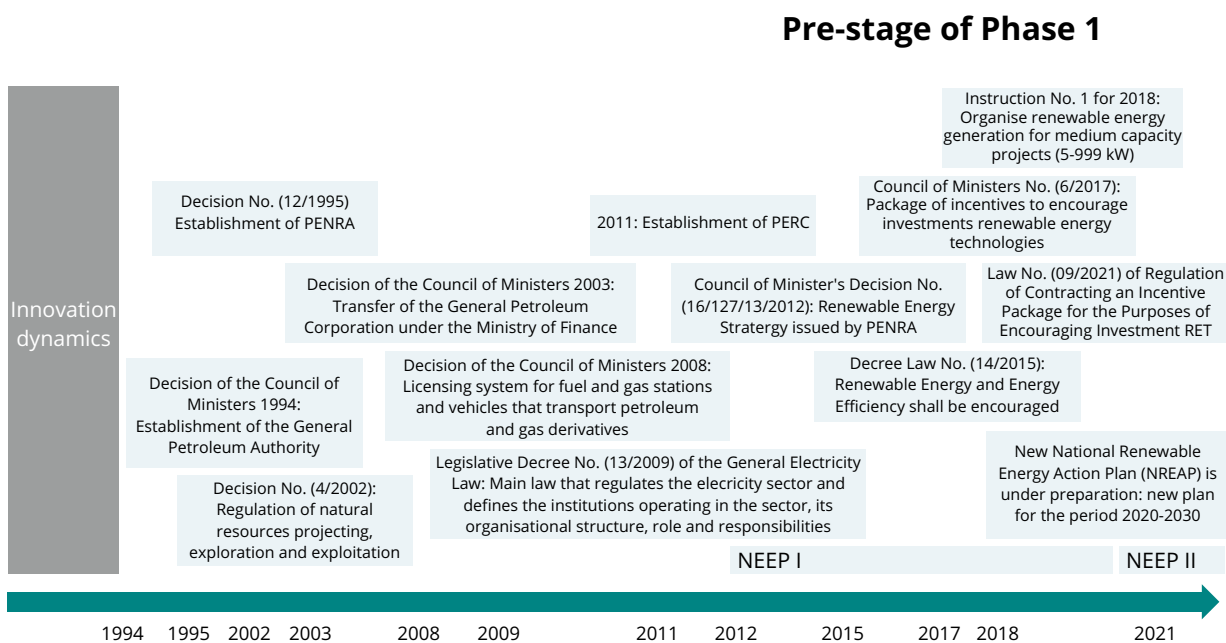 Pre-stage of Phase 1
Innovation
dynamics
Instruction No. 1 for 2018:
Organise renewable energy
generation for medium capacity
projects (5-999 kW)
Decision No. (12/1995)
Establishment of PENRA
2011: Establishment of PERC
Council of Ministers No. (6/2017):
Package of incentives to encourage
investments renewable energy
technologies
Decision of the Council of Ministers 2003:
Transfer of the General Petroleum
Corporation under the Ministry of Finance
Council of Minister's Decision No.
(16/127/13/2012): Renewable Energy
Stratergy issued by PENRA
Law No. (09/2021) of Regulation
of Contracting an Incentive
Package for the Purposes of
Encouraging Investment RET
Decision of the Council of
Ministers 1994:
Establishment of the General
Petroleum Authority
Decision of the Council of Ministers 2008:
Licensing system for fuel and gas stations
and vehicles that transport petroleum
and gas derivatives
Decree Law No. (14/2015):
Renewable Energy and Energy
Efficiency shall be encouraged
Decision No. (4/2002):
Regulation of natural
resources projecting,
exploration and exploitation
Legislative Decree No. (13/2009) of the General Electricity
Law: Main law that regulates the elecricity sector and
defines the institutions operating in the sector, its
organisational structure, role and responsibilities
New National Renewable
Energy Action Plan (NREAP) is
under preparation: new plan
for the period 2020-2030
NEEP I
NEEP II
1994 1995 2002 2003 2008 2009 2011 2012 2015 2017 2018 2021